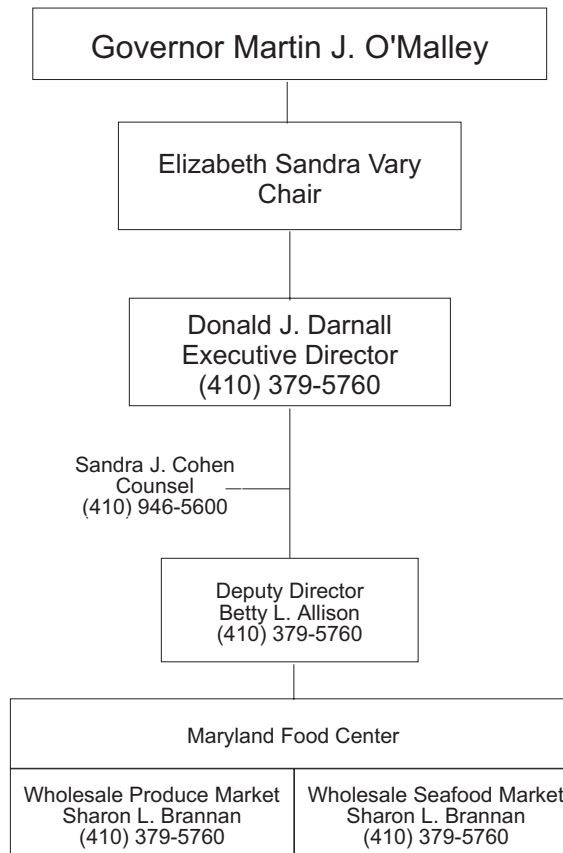 Governor Martin J. O'Malley
Elizabeth Sandra Vary
Chair
Donald J. Darnall
Executive Director
(410) 379-5760
Sandra J. Cohen
Counsel
(410) 946-5600
Deputy Director
Betty L. Allison
(410) 379-5760
Maryland Food Center
Wholesale Produce Market
Sharon L. Brannan
(410) 379-5760
Wholesale Seafood Market
Sharon L. Brannan
(410) 379-5760